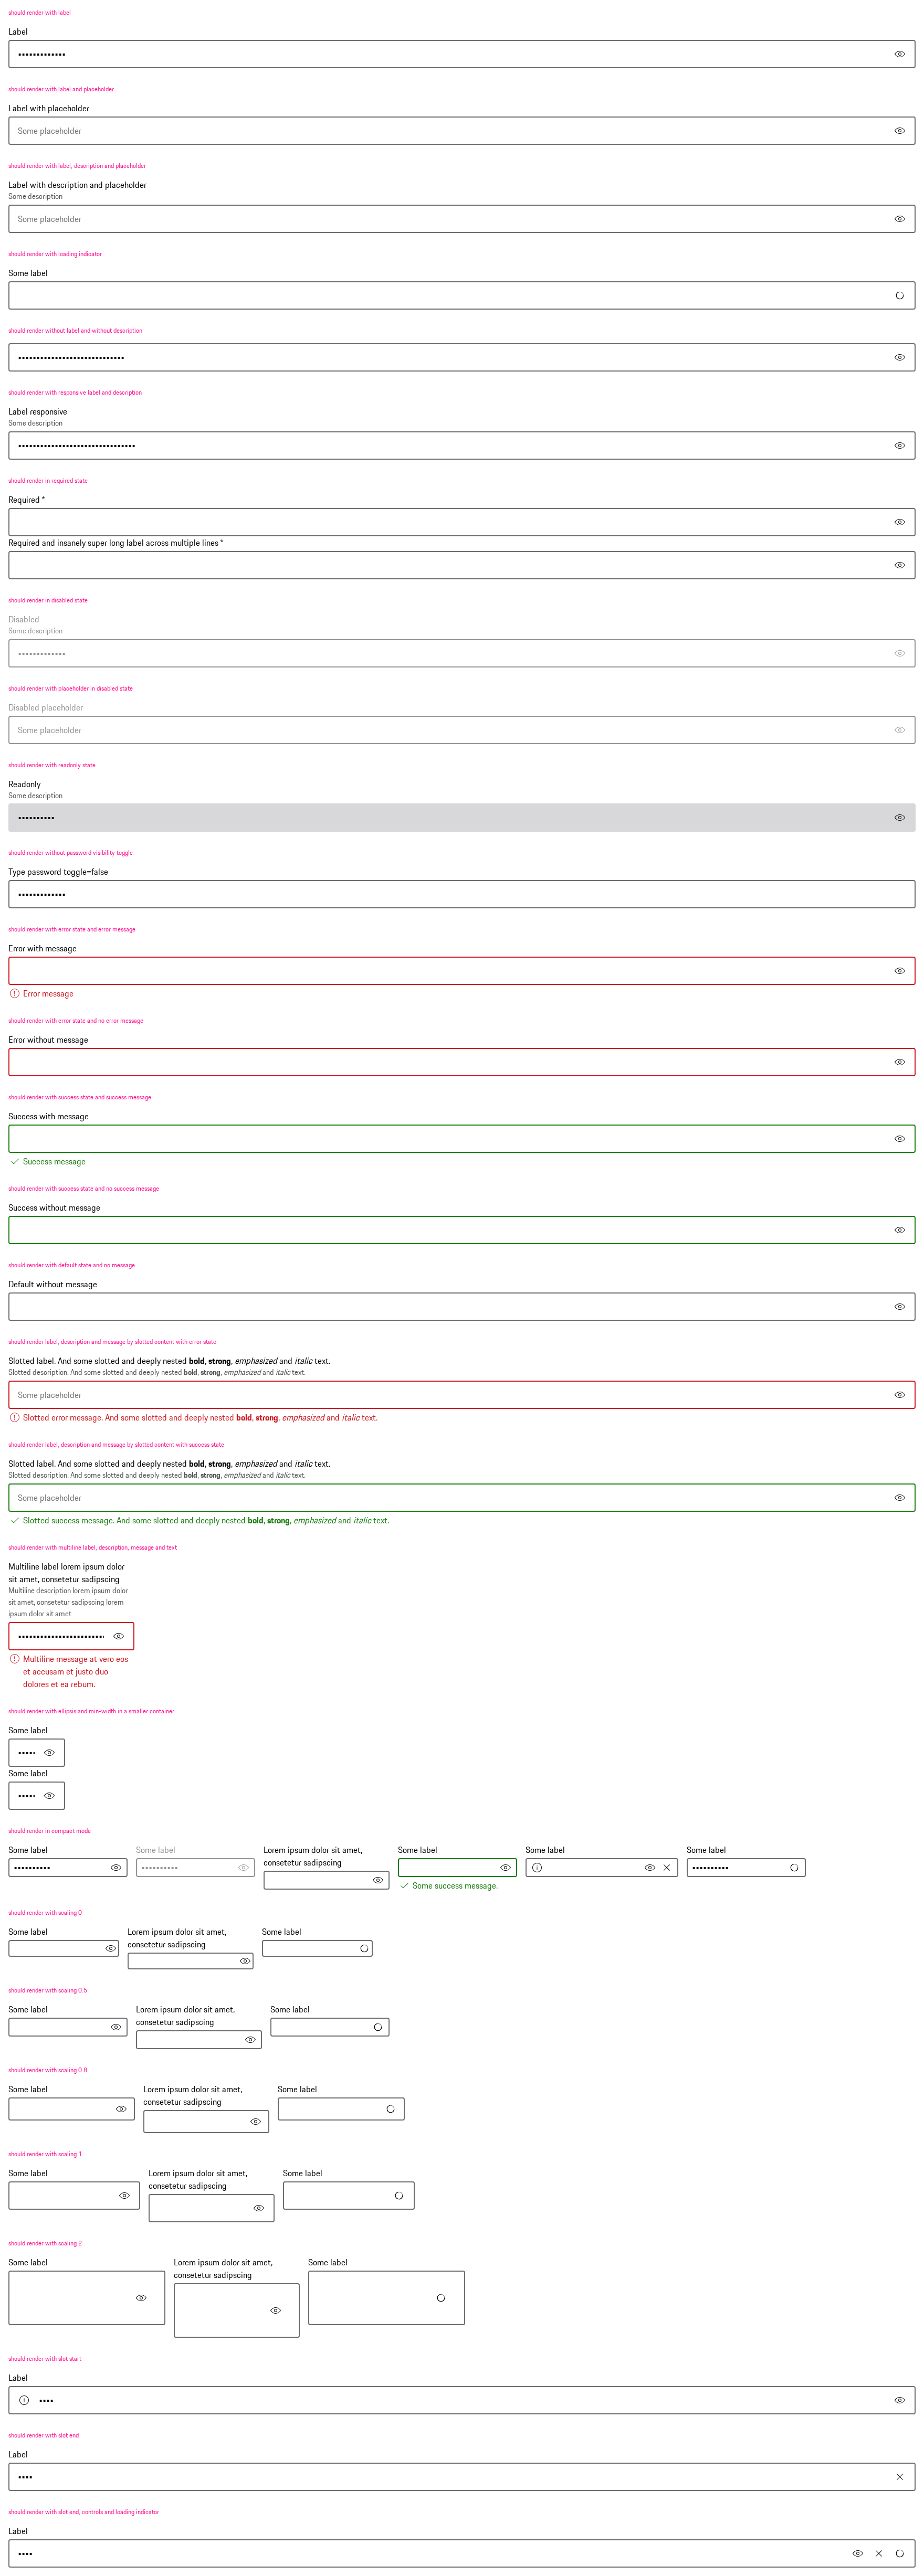 should render with label
Label
should render with label and placeholder
Label with placeholder
Some placeholder
should render with label, description and placeholder
Label with description and placeholder
Some description
Some placeholder
should render with loading indicator
Some label
should render without label and without description
should render with responsive label and description
Label responsive
Some description
should render in required state
Required *
Required and insanely super long label across multiple lines *
should render in disabled state
Disabled
Some description
should render with placeholder in disabled state
Disabled placeholder
Some placeholder
should render with readonly state
Readonly
Some description
should render without password visibility toggle
Type password toggle=false
should render with error state and error message
Error with message
Error message
should render with error state and no error message
Error without message
should render with success state and success message
Success with message
Success message
should render with success state and no success message
Success without message
should render with default state and no message
Default without message
should render label, description and message by slotted content with error state
Slotted label. And some slotted and deeply nested bold, strong, emphasized and italic text.
Slotted description. And some slotted and deeply nested bold, strong, emphasized and italic text.
Some placeholder
Slotted error message. And some slotted and deeply nested bold, strong, emphasized and italic text.
should render label, description and message by slotted content with success state
Slotted label. And some slotted and deeply nested bold, strong, emphasized and italic text.
Slotted description. And some slotted and deeply nested bold, strong, emphasized and italic text.
Some placeholder
Slotted success message. And some slotted and deeply nested bold, strong, emphasized and italic text.
should render with multiline label, description, message and text
Multiline label lorem ipsum dolor
sit amet, consetetur sadipscing
Multiline description lorem ipsum dolor
sit amet, consetetur sadipscing lorem
ipsum dolor sit amet
Multiline message at vero eos
et accusam et justo duo
dolores et ea rebum.
should render with ellipsis and min-width in a smaller container
Some label
Some label
should render in compact mode
Some label
Some label
Lorem ipsum dolor sit amet,
consetetur sadipscing
Some label
Some success message.
Some label
Some label
should render with scaling 0
Some label
Lorem ipsum dolor sit amet,
consetetur sadipscing
Some label
should render with scaling 0.5
Some label
Lorem ipsum dolor sit amet,
consetetur sadipscing
Some label
should render with scaling 0.8
Some label
Lorem ipsum dolor sit amet,
consetetur sadipscing
Some label
should render with scaling 1
Some label
Lorem ipsum dolor sit amet,
consetetur sadipscing
Some label
should render with scaling 2
Some label
Lorem ipsum dolor sit amet,
consetetur sadipscing
Some label
should render with slot start
Label
should render with slot end
Label
should render with slot end, controls and loading indicator
Label